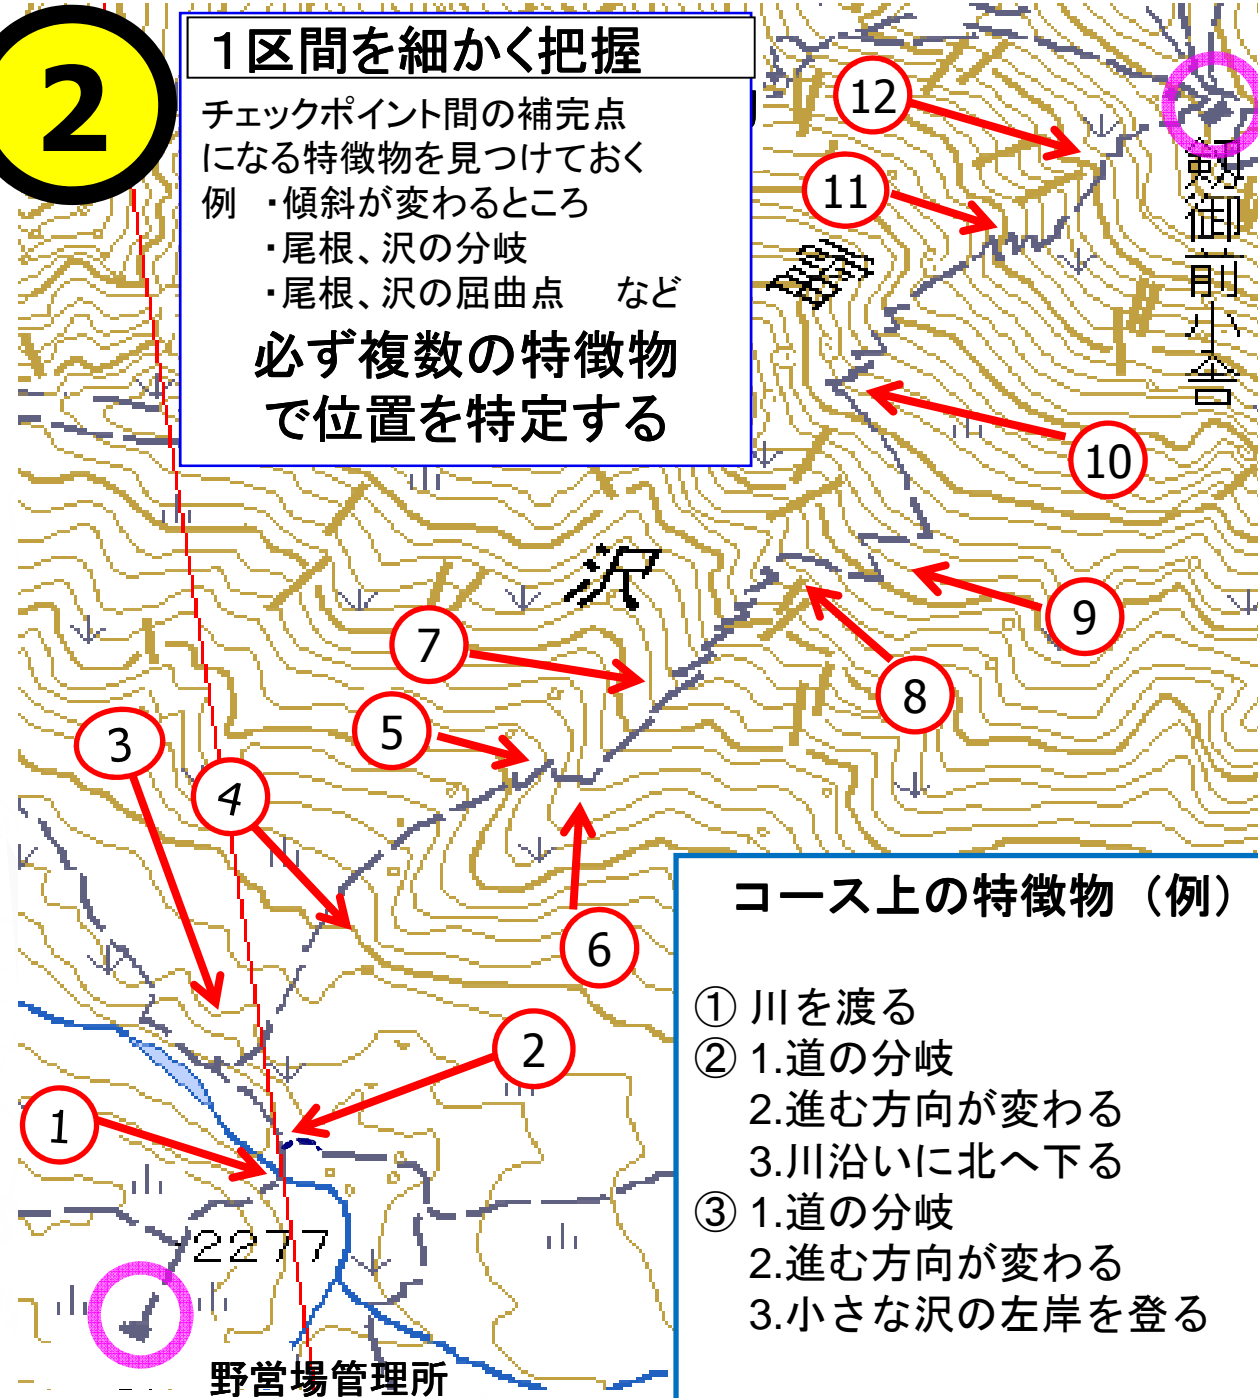 2
1区間を細かく把握
チェックポイント間の補完点
になる特徴物を見つけておく
例 ・傾斜が変わるところ
・尾根、沢の分岐
・尾根、沢の屈曲点 など
必ず複数の特徴物
で位置を特定する
12
11
剱御前小舎
10
沢
9
7
8
5
3
4
6
2
1
2277
野営場管理所
コース上の特徴物（例）
① 川を渡る
② 1.道の分岐
2.進む方向が変わる
3.川沿いに北へ下る
③ 1.道の分岐
2.進む方向が変わる
3.小さな沢の左岸を登る